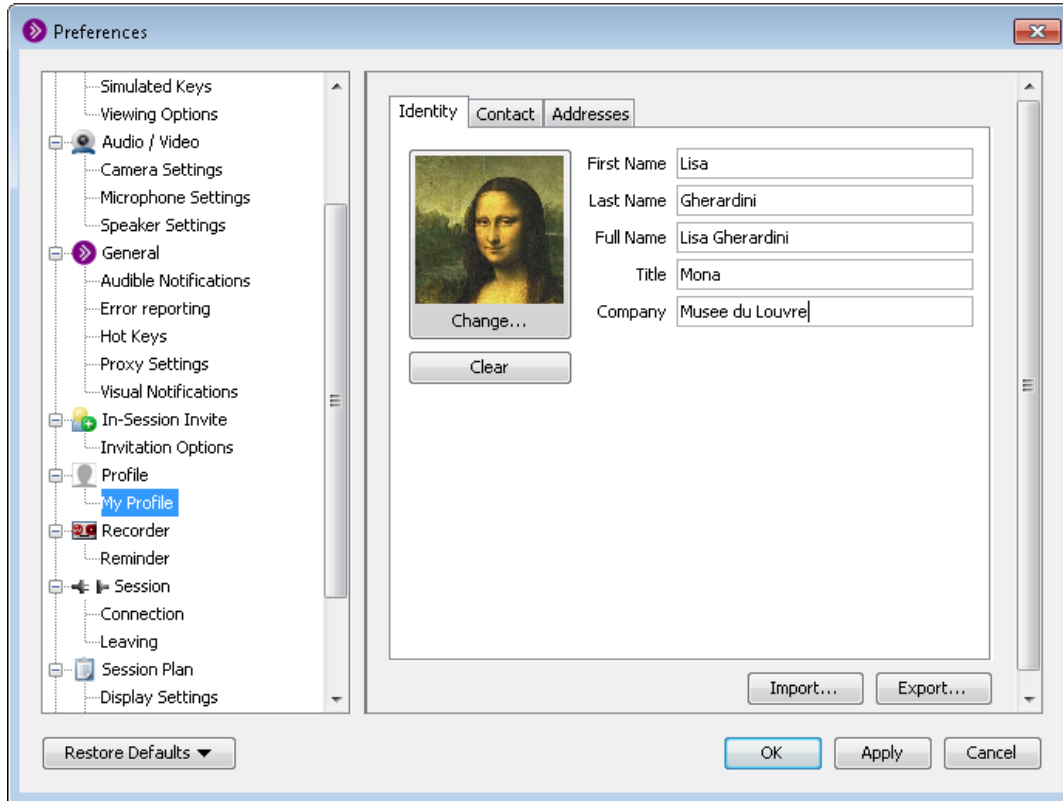 Preferences
Simulated Keys
Viewing Options
Audio / Video
Camera Settings
Microphone Settings
Speaker Settings
General
Audible Notifications
Error reporting
Hot Keys
Proxy Settings
Visual Notifications
In-Session Invite
Invitation Options
Profile
My Profile
Recorder
Reminder
Session
Connection
Leaving
Session Plan
Display Settings
Identity Contact Addresses
First Name Lisa
Last Name Gherardini
Full Name Lisa Gherardini
Title Mona
Company Musee du Louvre
Change...
Clear
Import... Export...
Restore Defaults OK Apply Cancel